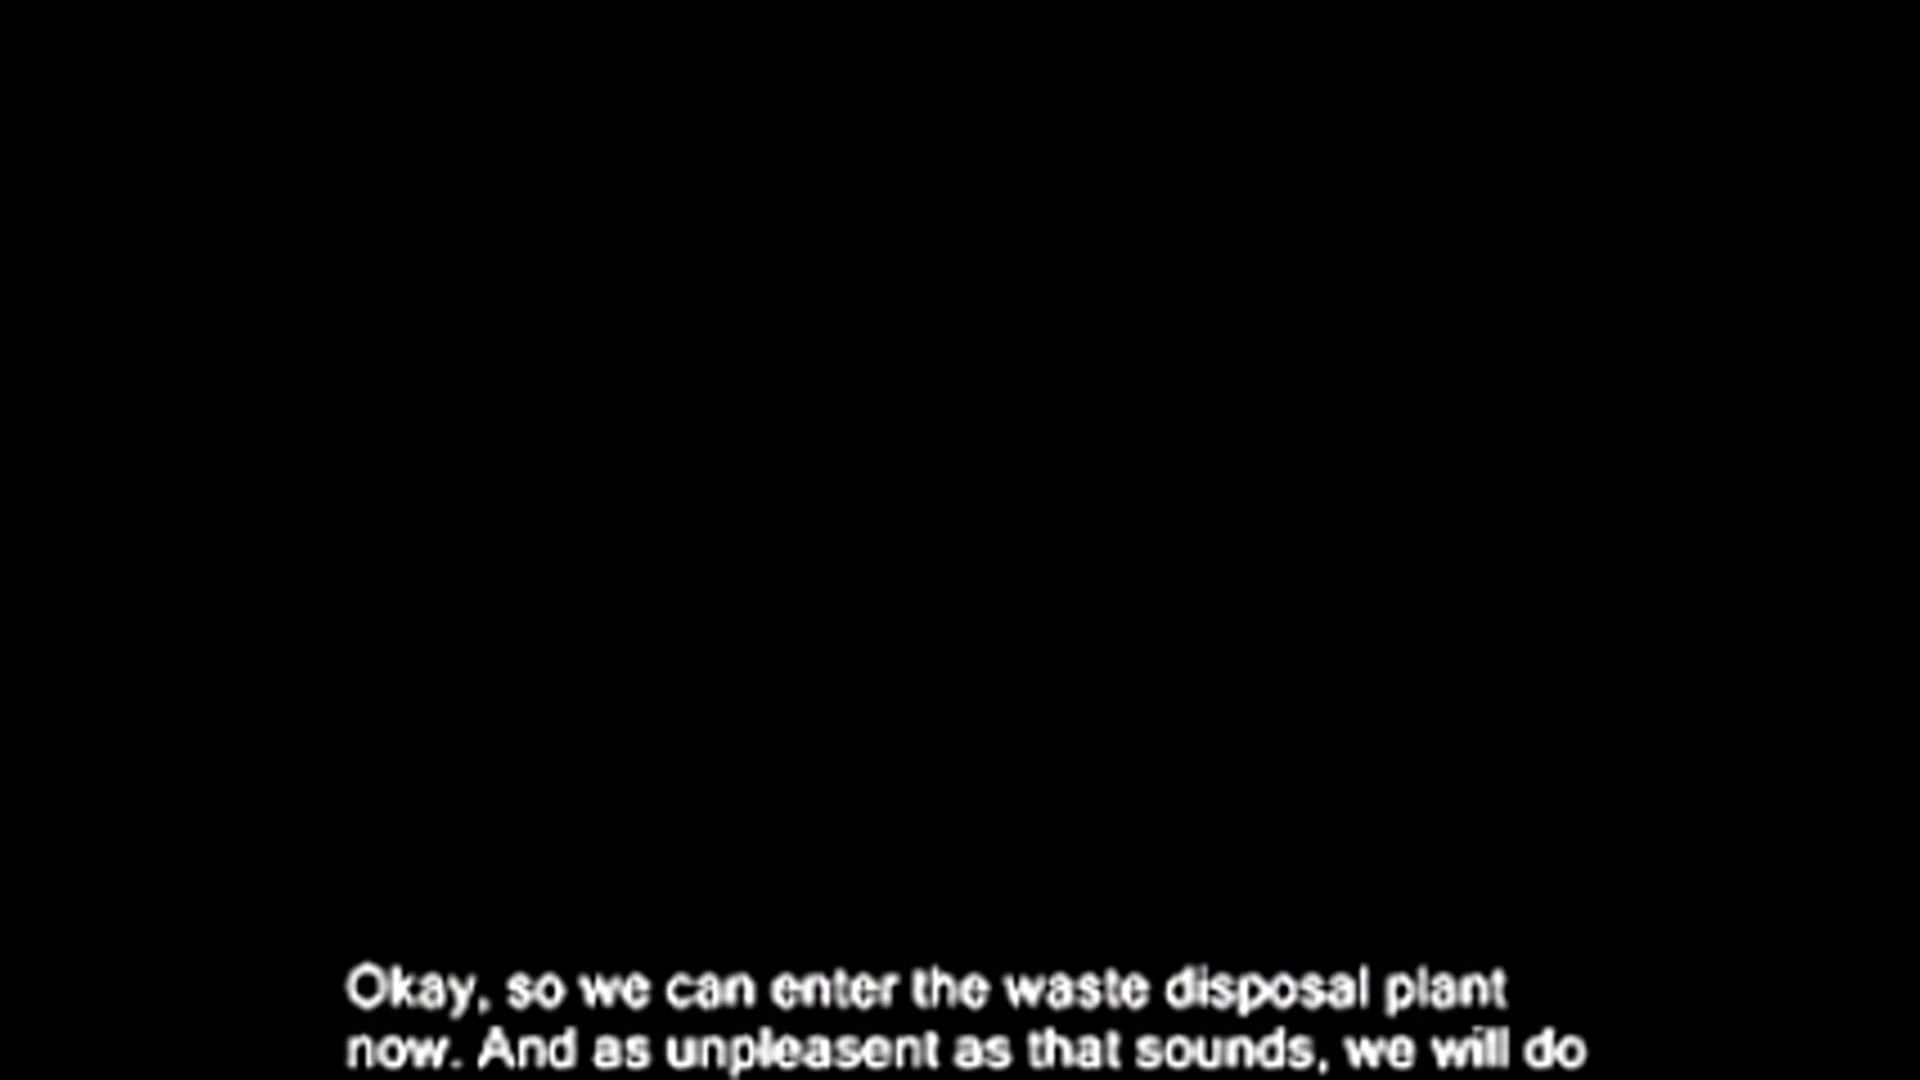 Okay, so we can enter the waste disposal plant
now. And as unpleasent as that sounds, we will do